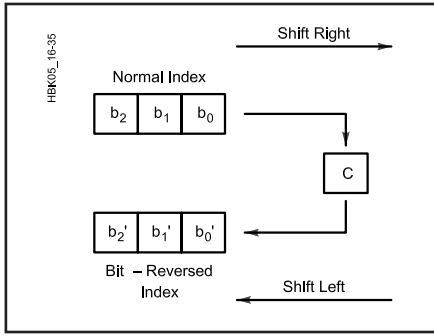 HBK05_16-35
Shift Right
Normal Index
b2 b1 b0
C
b2' b1' b0'
Bit – Reversed
Index
Shift Left